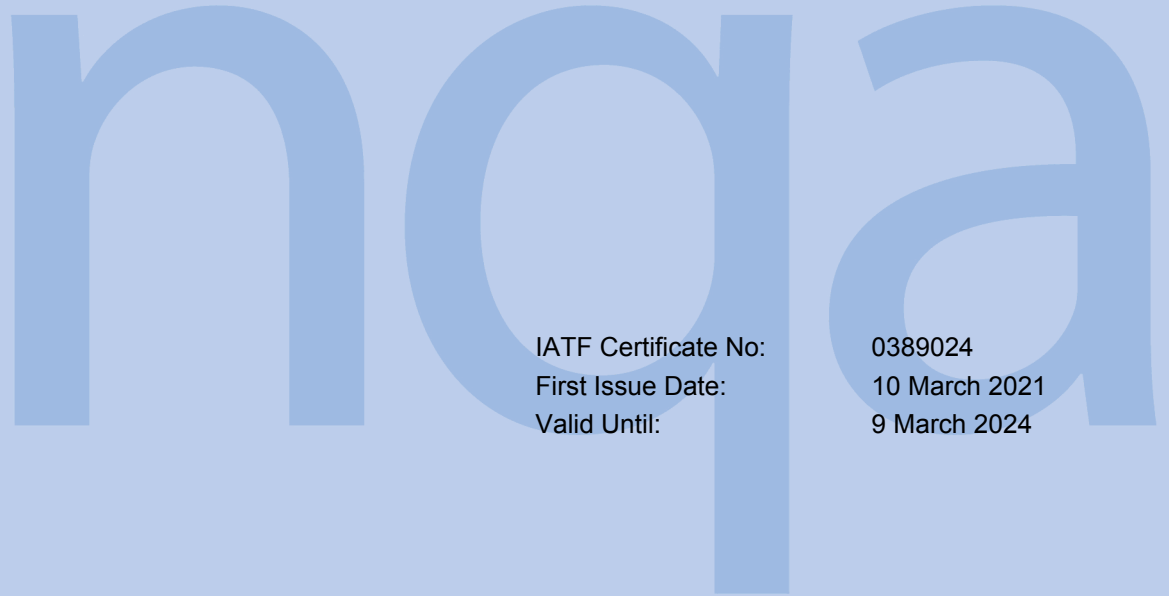 nqa
IATF Certificate No: 0389024
First Issue Date: 10 March 2021
Valid Until: 9 March 2024